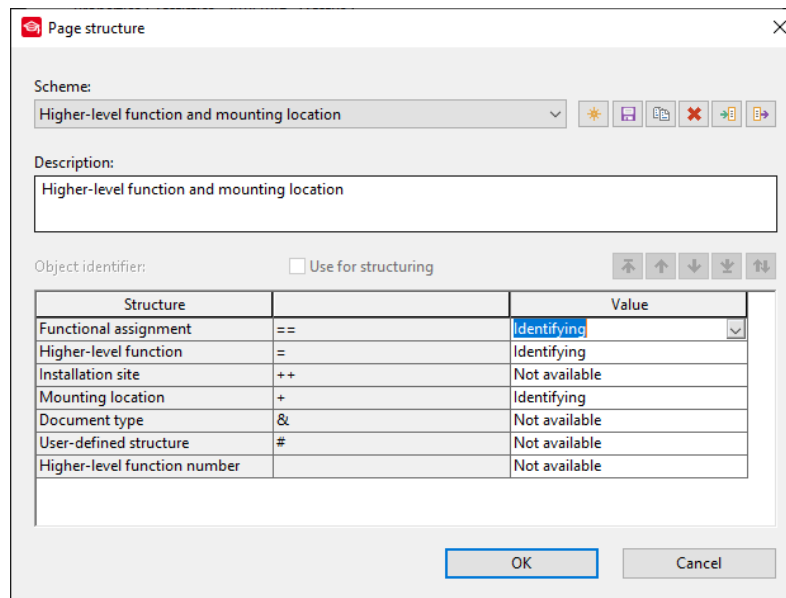 Page structure
Scheme:
Higher-level function and mounting location
Description:
Higher-level function and mounting location
Object identifier: Use for structuring
Structure Value
Functional assignment == Identifying
Higher-level function = Identifying
Installation site ++ Not available
Mounting location + Identifying
Document type & Not available
User-defined structure # Not available
Higher-level function number Not available
OK Cancel